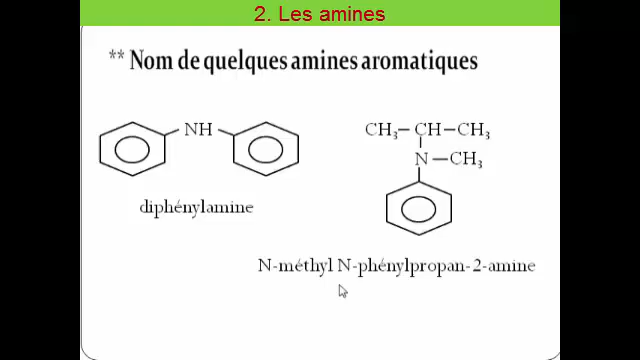 2. Les amines
** Nom de quelques amines aromatiques
NH
CH₃–CH–CH₃
N–CH₃
diphénylamine
N-méthyl N-phénylpropan-2-amine